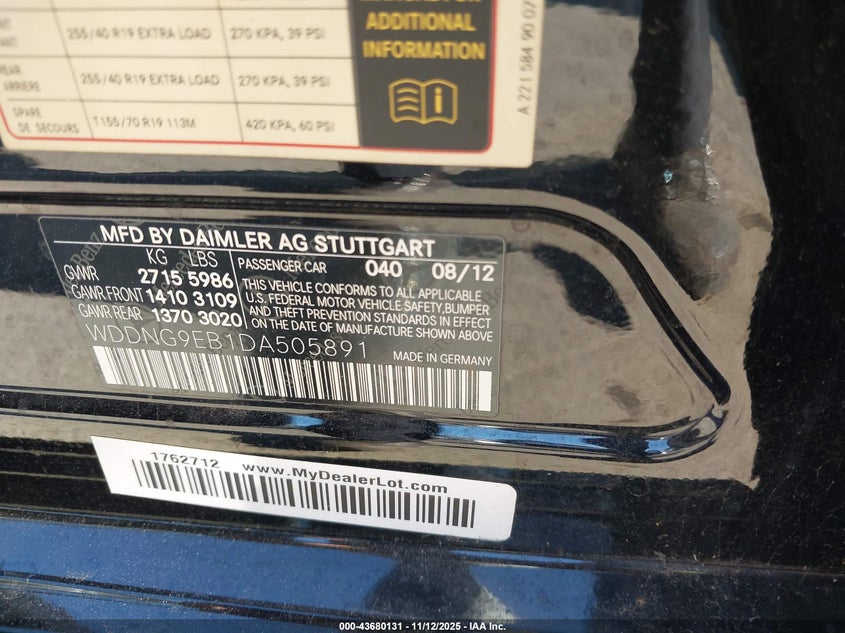 MANUAL FOR
ADDITIONAL
INFORMATION
255/40 R19 EXTRA LOAD
270 KPA, 39 PSI
ARRIERE
255/40 R19 EXTRA LOAD
270 KPA, 39 PSI
SPARE
DE SECOURS
T155/70 R19 113M
420 KPA, 60 PSI
A 221 584 90 07
MFD BY DAIMLER AG STUTTGART
KG LBS
GVWR 2715 5986
GAWR FRONT 1410 3109
GAWR REAR 1370 3020
PASSENGER CAR 040 08/12
THIS VEHICLE CONFORMS TO ALL APPLICABLE
U.S. FEDERAL MOTOR VEHICLE SAFETY, BUMPER
AND THEFT PREVENTION STANDARDS IN EFFECT
ON THE DATE OF MANUFACTURE SHOWN ABOVE
WDDNG9EB1DA505891
MADE IN GERMANY
1762712 www.MyDealerLot.com
000-43680131 - 11/12/2025 - IAA Inc.